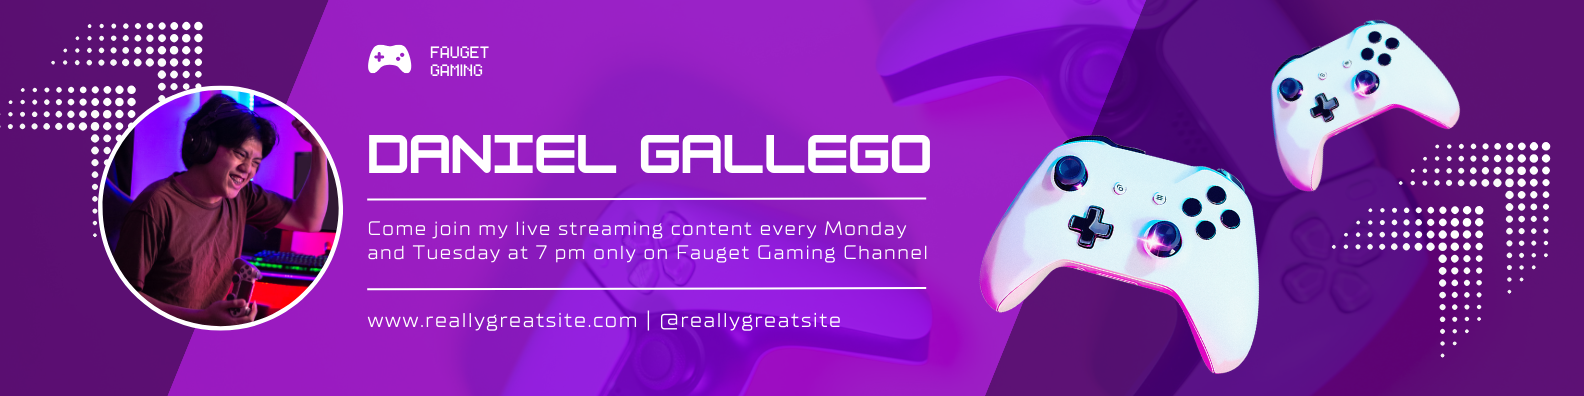 FAUGET
GAMING
DANIEL GALLEGO
Come join my live streaming content every Monday
and Tuesday at 7 pm only on Fauget Gaming Channel
www.reallygreatsite.com | @reallygreatsite